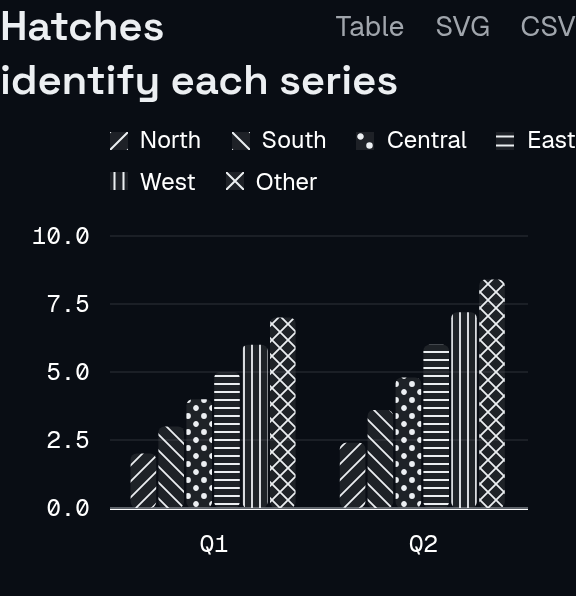 Hatches
identify each series
Table SVG CSV
North South Central East
West Other
10.0
7.5
5.0
2.5
0.0
Q1 Q2